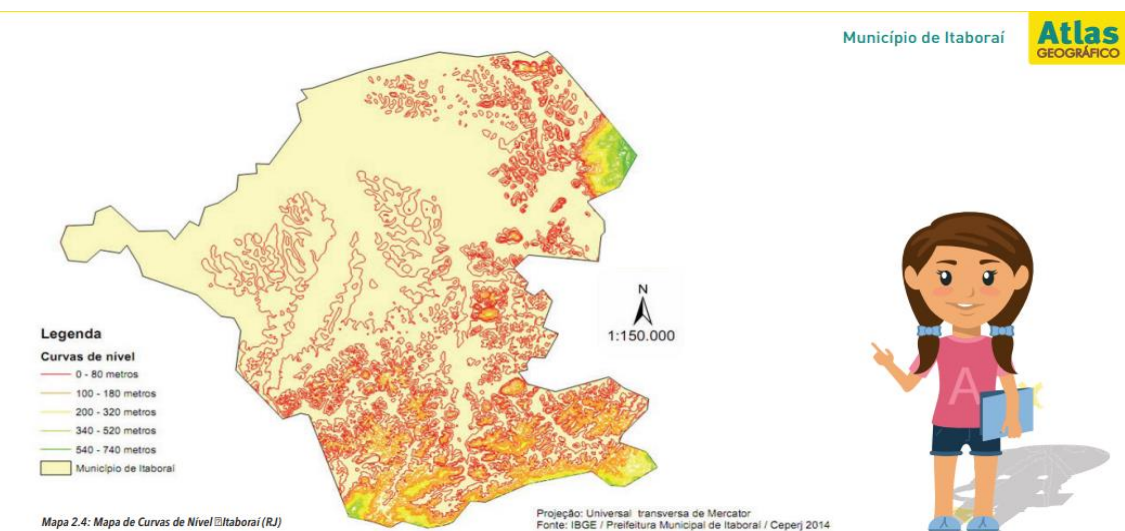 Município de Itaboraí
Atlas
GEOGRÁFICO
N
1:150.000
Legenda
Curvas de nível
0 - 80 metros
100 - 180 metros
200 - 320 metros
340 - 520 metros
540 - 740 metros
Município de Itaboraí
Mapa 2.4: Mapa de Curvas de Nível Itaboraí (RJ)
Projeção: Universal transversa de Mercator
Fonte: IBGE / Preifeitura Municipal de Itaboraí / Ceperj 2014
A